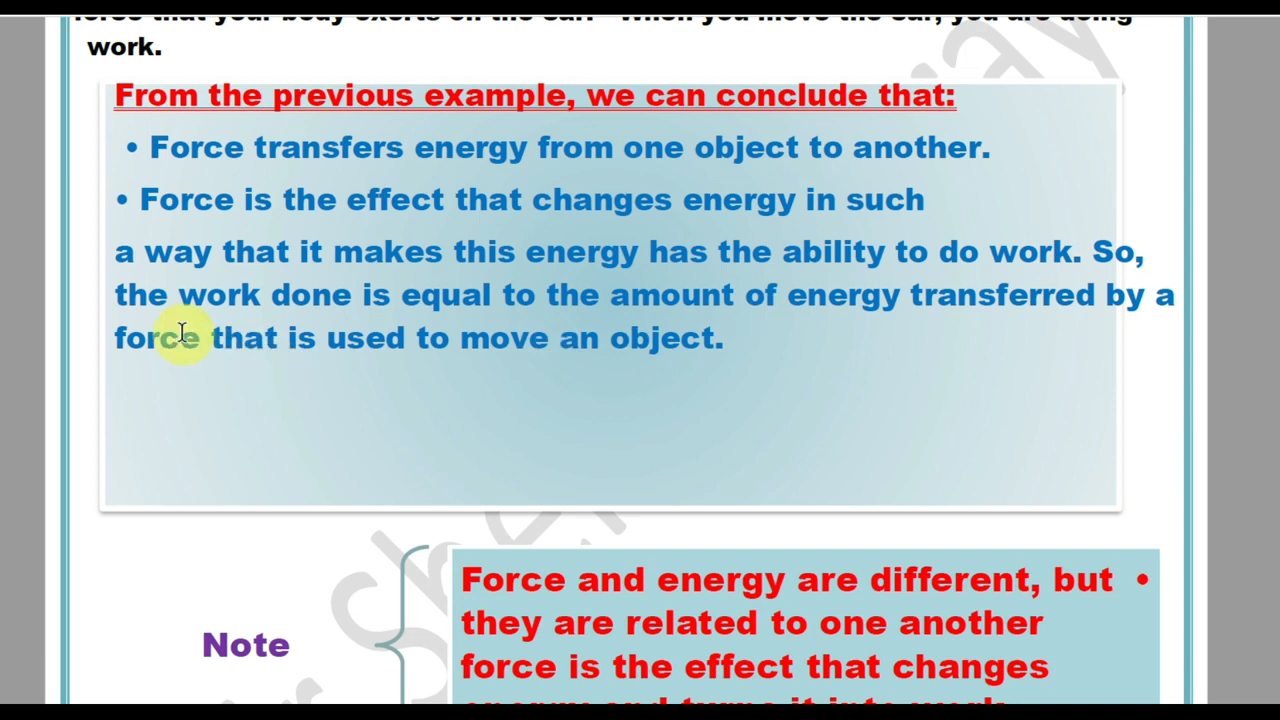 work.
From the previous example, we can conclude that:
• Force transfers energy from one object to another.
• Force is the effect that changes energy in such
a way that it makes this energy has the ability to do work. So,
the work done is equal to the amount of energy transferred by a
force that is used to move an object.
Note
Force and energy are different, but •
they are related to one another
force is the effect that changes